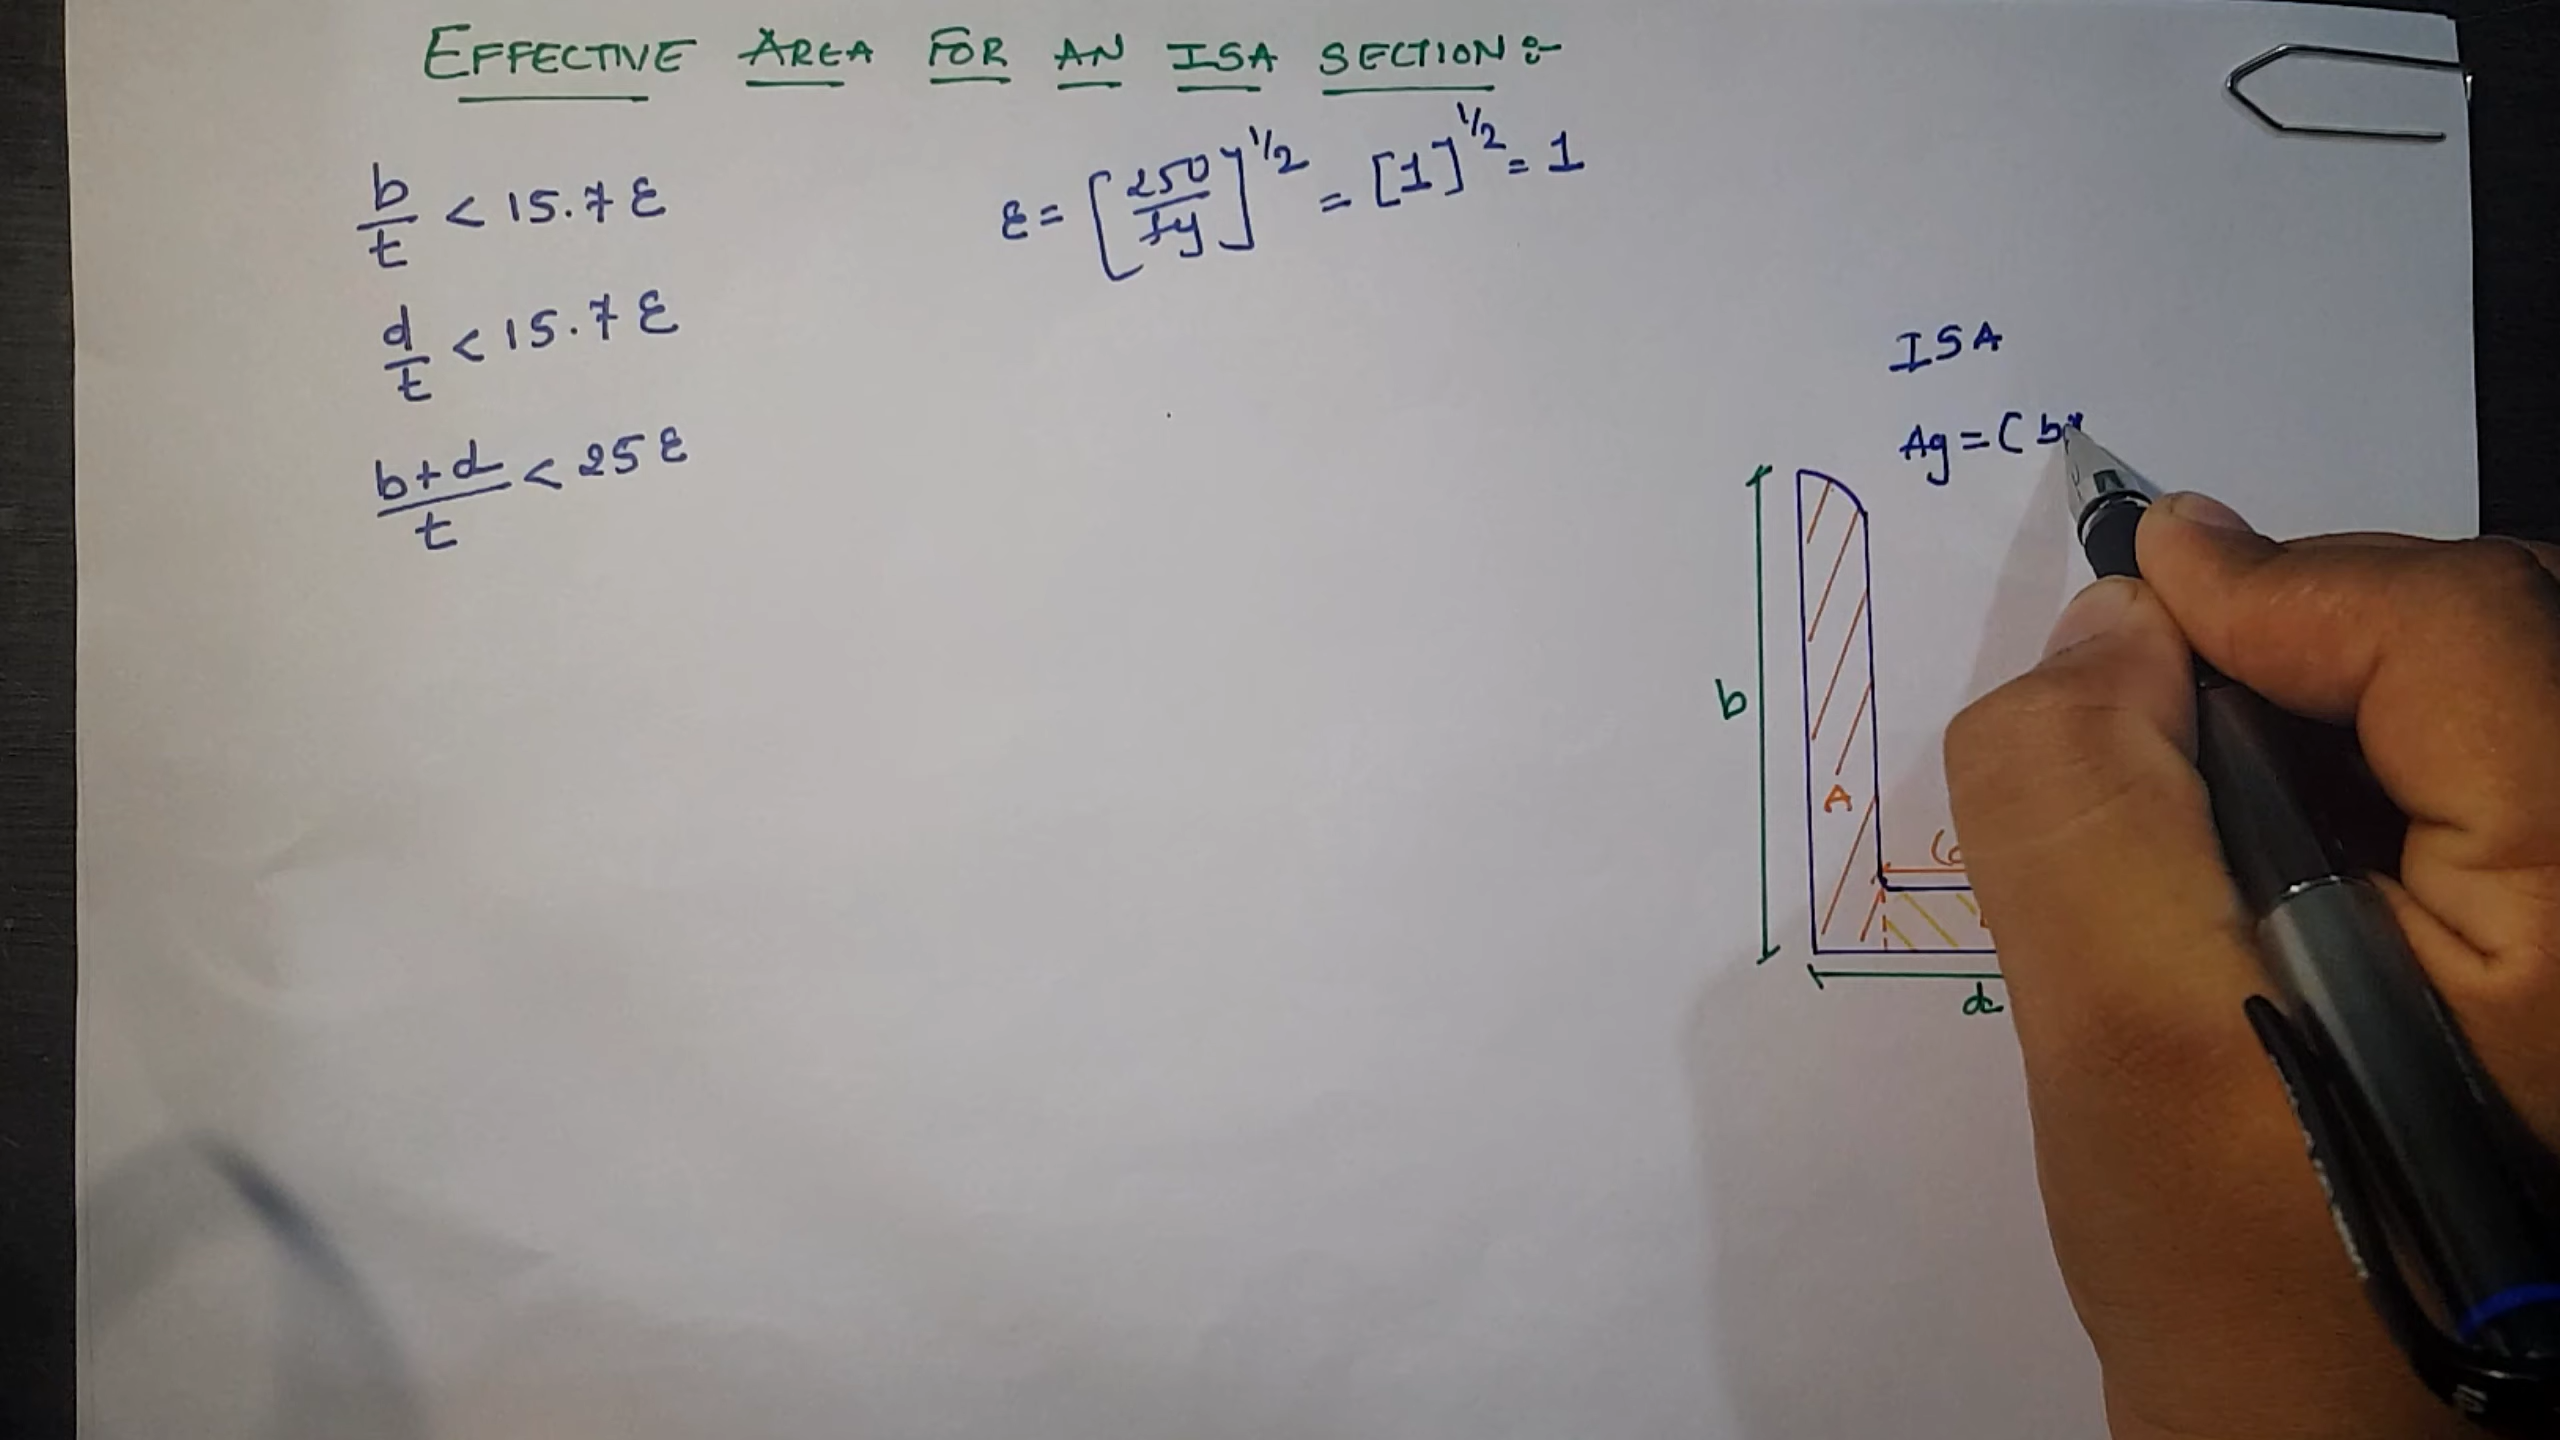 EFFECTIVE AREA FOR AN ISA SECTION :-
b/t < 15.7 ε
ε = [250/fy]^1/2 = [1]^1/2 = 1
d/t < 15.7 ε
b+d/t < 25 ε
ISA
Ag = ( b×
b
A
(
d